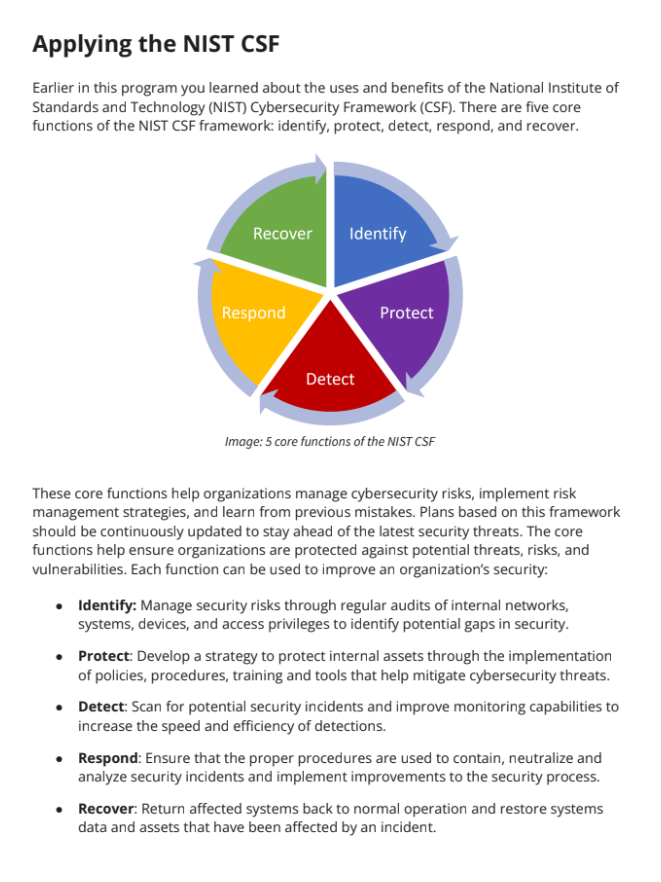 Applying the NIST CSF
Earlier in this program you learned about the uses and benefits of the National Institute of
Standards and Technology (NIST) Cybersecurity Framework (CSF). There are five core
functions of the NIST CSF framework: identify, protect, detect, respond, and recover.
Recover
Identify
Respond
Protect
Detect
Image: 5 core functions of the NIST CSF
These core functions help organizations manage cybersecurity risks, implement risk
management strategies, and learn from previous mistakes. Plans based on this framework
should be continuously updated to stay ahead of the latest security threats. The core
functions help ensure organizations are protected against potential threats, risks, and
vulnerabilities. Each function can be used to improve an organization’s security:
● Identify: Manage security risks through regular audits of internal networks,
systems, devices, and access privileges to identify potential gaps in security.
● Protect: Develop a strategy to protect internal assets through the implementation
of policies, procedures, training and tools that help mitigate cybersecurity threats.
● Detect: Scan for potential security incidents and improve monitoring capabilities to
increase the speed and efficiency of detections.
● Respond: Ensure that the proper procedures are used to contain, neutralize and
analyze security incidents and implement improvements to the security process.
● Recover: Return affected systems back to normal operation and restore systems
data and assets that have been affected by an incident.